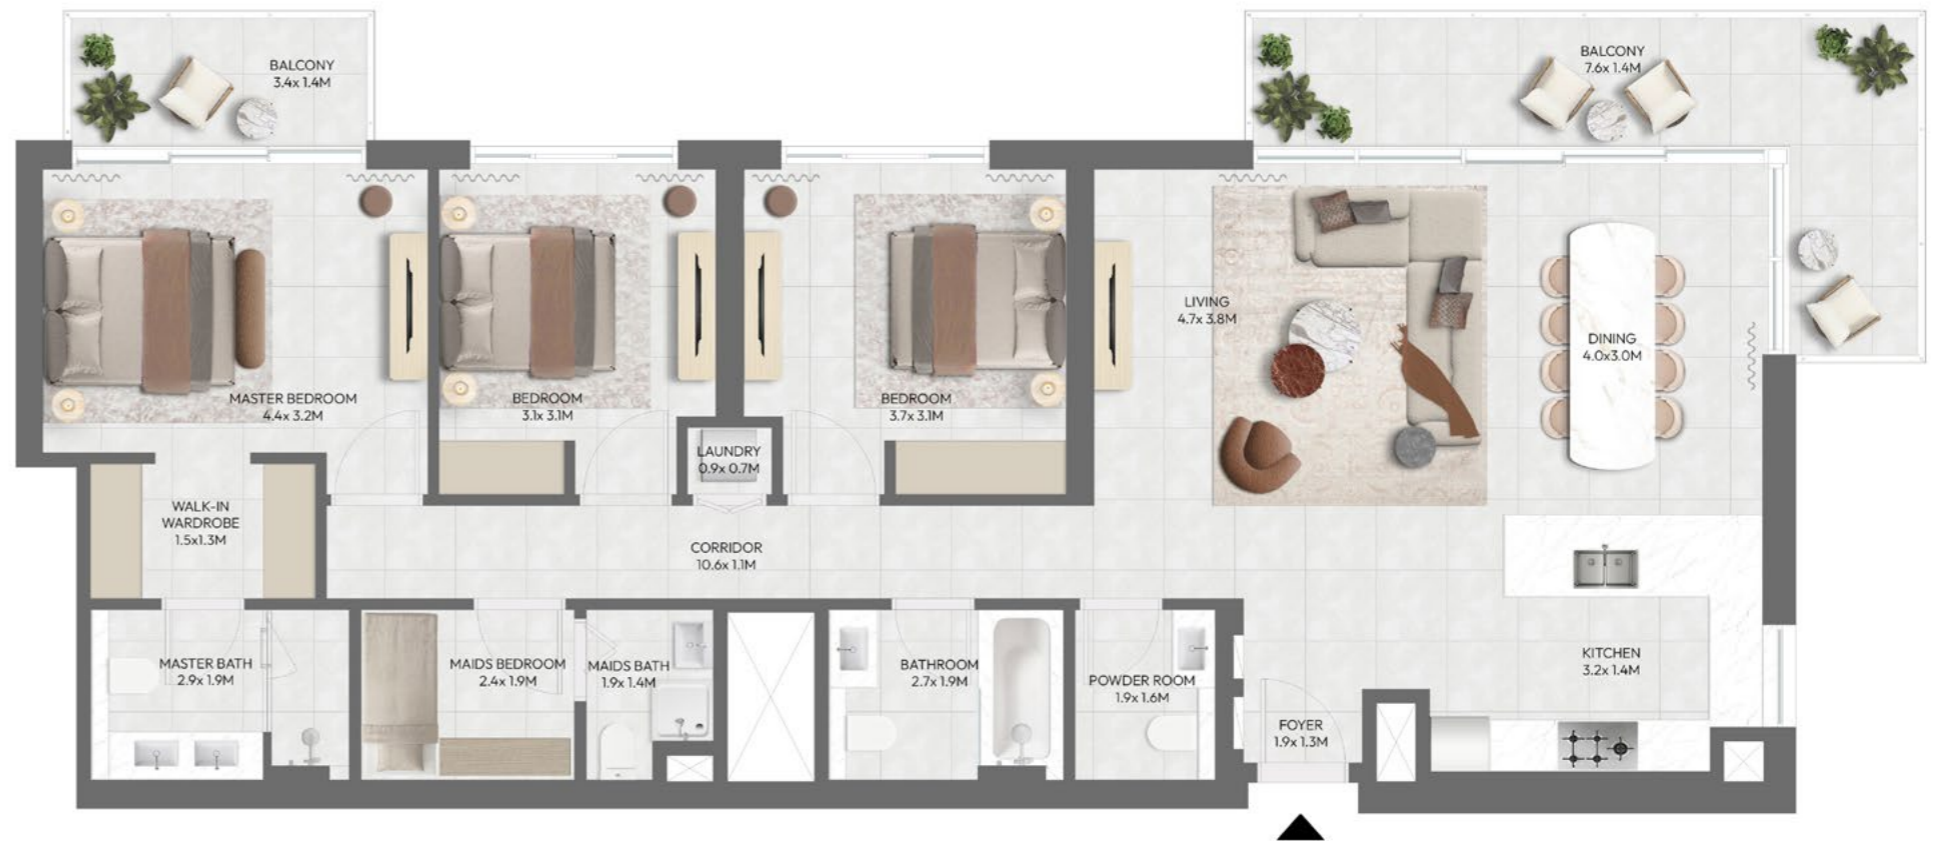 BALCONY
3.4x 1.4M
BALCONY
7.6x 1.4M
LIVING
4.7x 3.8M
DINING
4.0x3.0M
MASTER BEDROOM
4.4x 3.2M
BEDROOM
3.1x 3.1M
BEDROOM
3.7x 3.1M
LAUNDRY
0.9x 0.7M
WALK-IN
WARDROBE
1.5x1.3M
CORRIDOR
10.6x 1.1M
MASTER BATH
2.9x 1.9M
MAIDS BEDROOM
2.4x 1.9M
MAIDS BATH
1.9x 1.4M
BATHROOM
2.7x 1.9M
POWDER ROOM
1.9x 1.6M
KITCHEN
3.2x 1.4M
FOYER
1.9x 1.3M